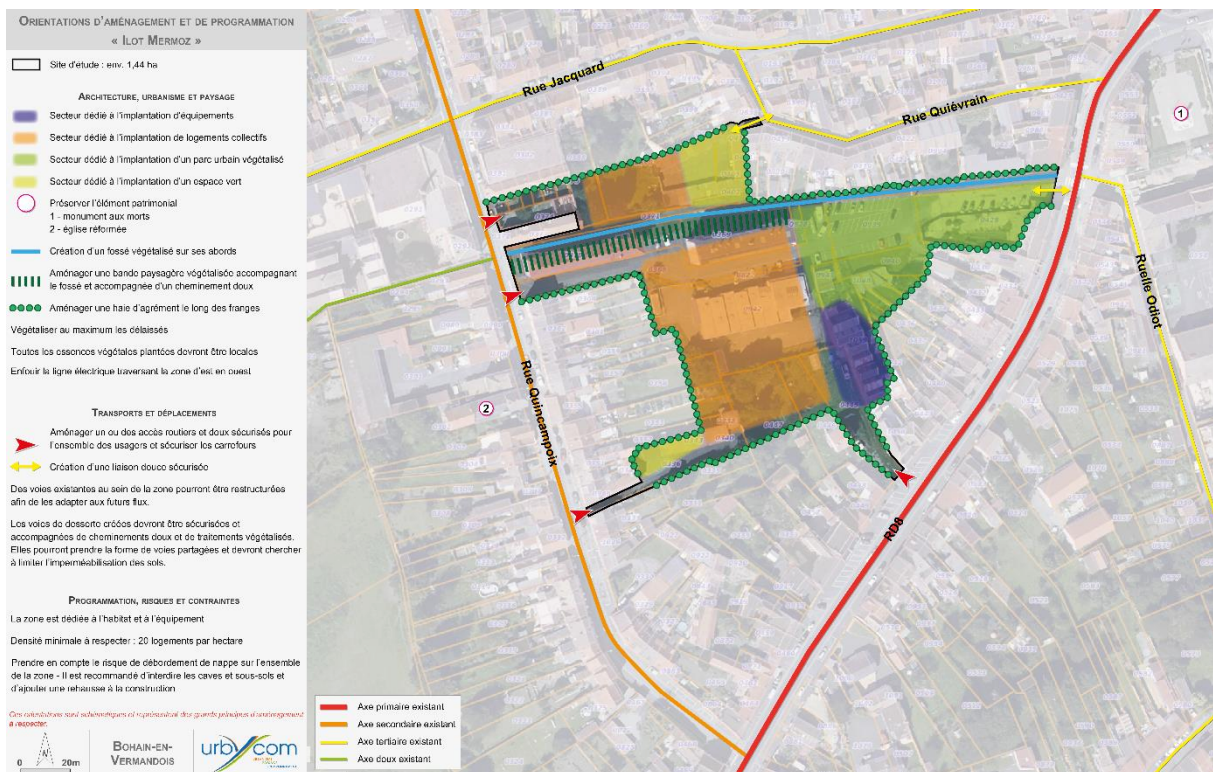 ORIENTATIONS D'AMÉNAGEMENT ET DE PROGRAMMATION
« ILOT MERMOZ »
Site d'étude : env. 1,44 ha
ARCHITECTURE, URBANISME ET PAYSAGE
Secteur dédié à l'implantation d'équipements
Secteur dédié à l'implantation de logements collectifs
Secteur dédié à l'implantation d'un parc urbain végétalisé
Secteur dédié à l'implantation d'un espace vert
Préserver l'élément patrimonial
1 - monument aux morts
2 - église réformée
Création d'un fossé végétalisé sur ses abords
Aménager une bande paysagère végétalisée accompagnant
le fossé et accompagnée d'un cheminement doux
Aménager une haie d'agrément le long des franges
Végétaliser au maximum les délaissés
Toutes les essences végétales plantées devront être locales
Enfouir la ligne électrique traversant la zone d'est en ouest
TRANSPORTS ET DÉPLACEMENTS
Aménager un ou des accès routiers et doux sécurisés pour
l'ensemble des usagers et sécuriser les carrefours
Création d'une liaison douce sécurisée
Des voies existantes au sein de la zone pourront être restructurées
afin de les adapter aux futurs flux.
Les voies de desserte créées devront être sécurisées et
accompagnées de cheminements doux et de traitements végétalisés.
Elles pourront prendre la forme de voies partagées et devront chercher
à limiter l'imperméabilisation des sols.
PROGRAMMATION, RISQUES ET CONTRAINTES
La zone est dédiée à l'habitat et à l'équipement
Densité minimale à respecter : 20 logements par hectare
Prendre en compte le risque de débordement de nappe sur l'ensemble
de la zone - Il est recommandé d'interdire les caves et sous-sols et
d'ajouter une rehausse à la construction
Ces orientations sont schématiques et représentent des grands principes d'aménagement
à respecter.
N
0 20m
BOHAIN-EN-
VERMANDOIS
urbycom
Rue Jacquard
Rue Quiévrain
1
Ruelle Odiot
Rue Quincampoix
2
RD8
Axe primaire existant
Axe secondaire existant
Axe tertiaire existant
Axe doux existant